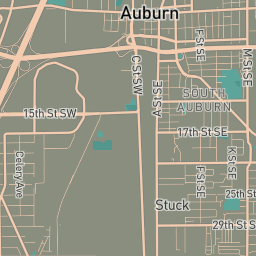 Auburn
F St SE
M St SE
C St SW
A St SE
SOUTH
AUBURN
15th St SW
17th St SE
Celery Ave
K St SE
F St SE
25th St
Stuck
29th St S